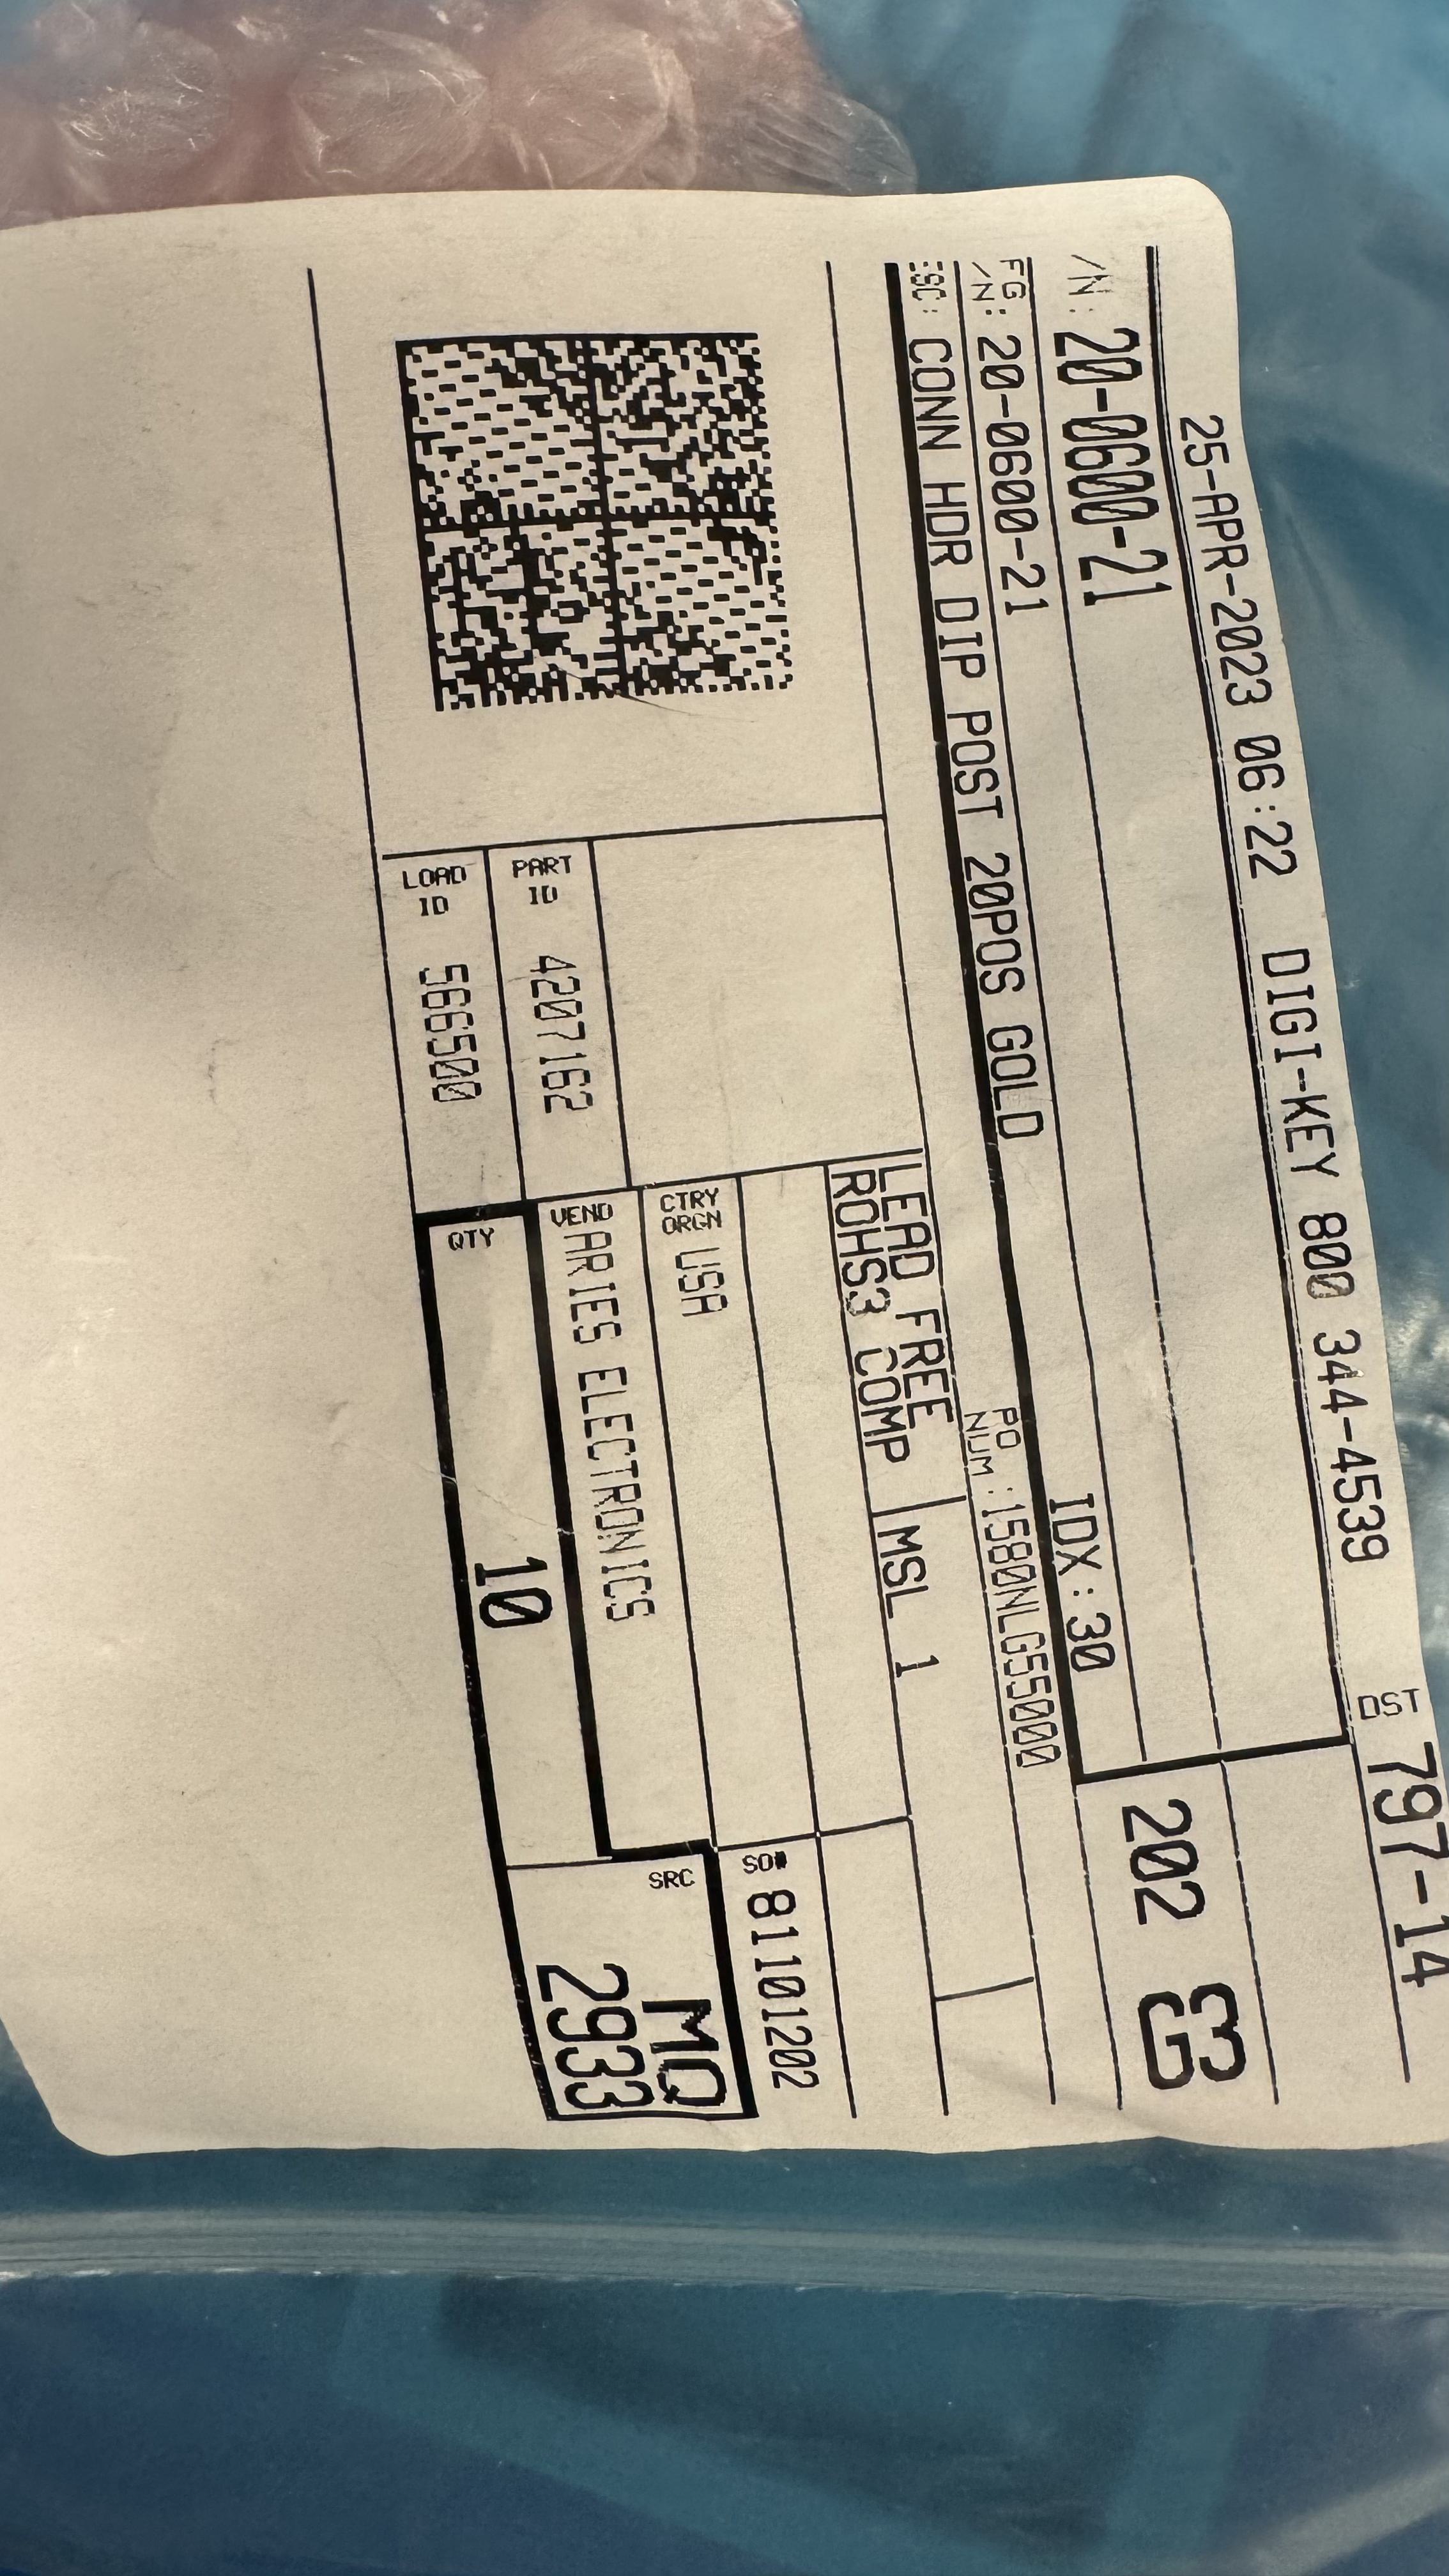 25-APR-2023 06:22 DIGI-KEY 800 344-4539
DST 797-14
/N: 20-0600-21
202 G3
IDX:30
FG:
/N: 20-0600-21
ESC: CONN HDR DIP POST 20POS GOLD
PO
NUM :1580NLG55000
LEAD FREE
ROHS3 COMP
MSL 1
CTRY
ORGN USA
SO# 81101202
PART
ID 4207162
VEND ARIES ELECTRONICS
SRC
MQ
2933
LOAD
ID 566500
QTY 10